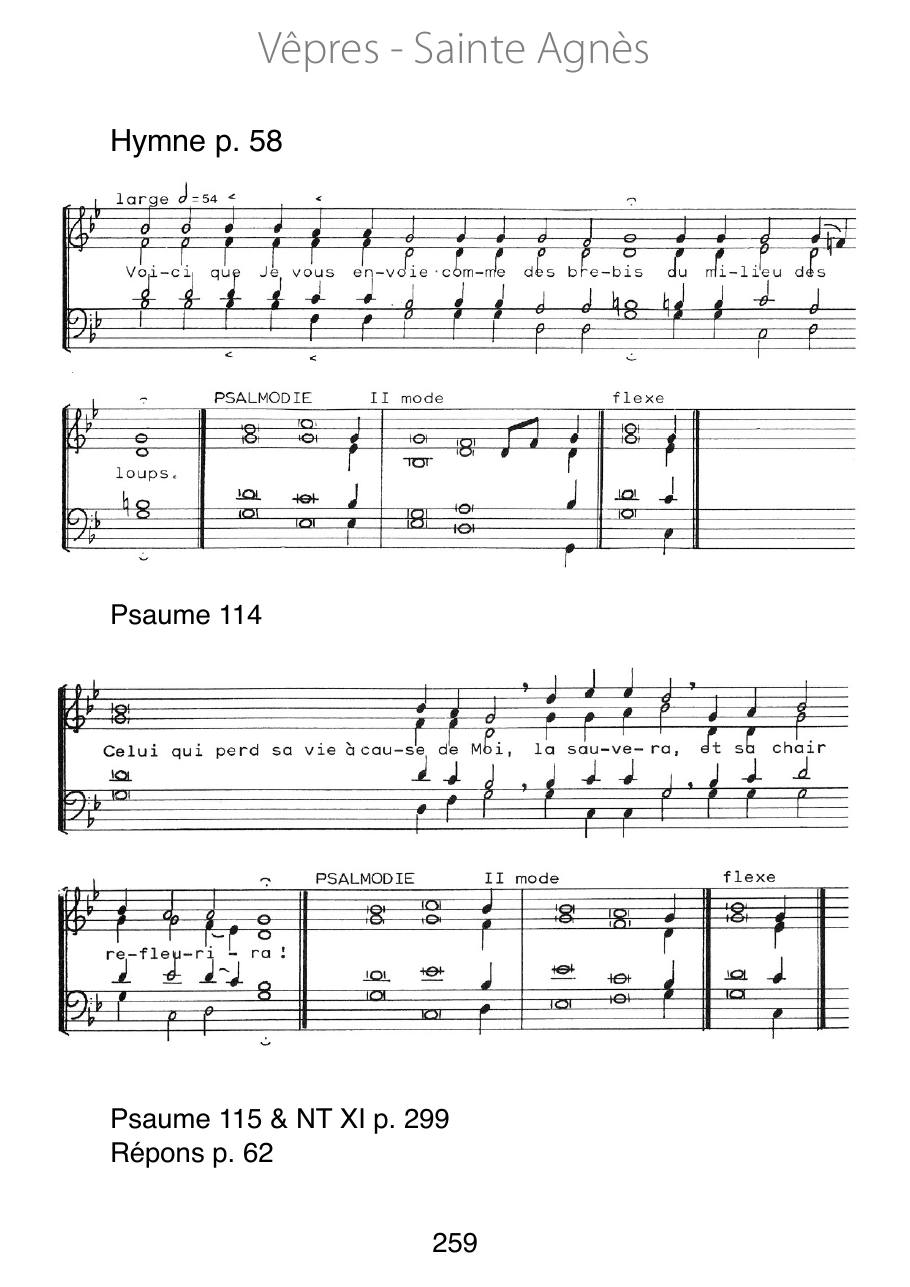 Vêpres - Sainte Agnès
Hymne p. 58
large 𝅗𝅥 = 54
Voi-ci que Je vous en-voie com-me des bre-bis du mi-lieu des
PSALMODIE II mode flexe
loups.
Psaume 114
Celui qui perd sa vie à cau-se de Moi, la sau-ve-ra, et sa chair
PSALMODIE II mode flexe
re-fleu-ri - ra !
Psaume 115 & NT XI p. 299
Répons p. 62
259